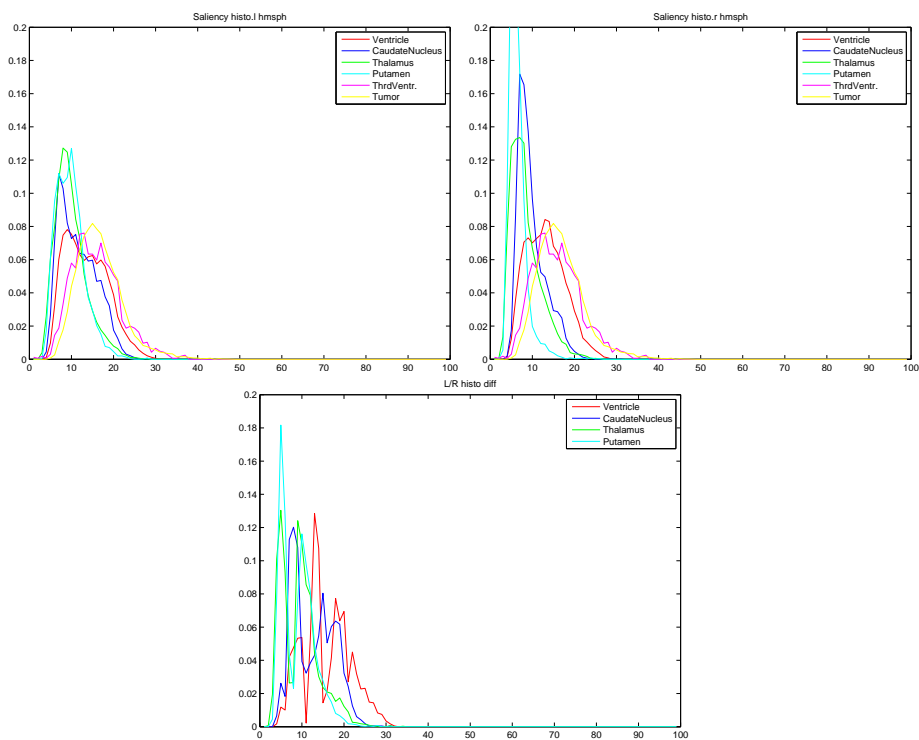 Saliency histo.l hmsph
0.2
0.18
0.16
0.14
0.12
0.1
0.08
0.06
0.04
0.02
0
0 10 20 30 40 50 60 70 80 90 100
Ventricle
CaudateNucleus
Thalamus
Putamen
ThrdVentr.
Tumor
Saliency histo.r hmsph
0.2
0.18
0.16
0.14
0.12
0.1
0.08
0.06
0.04
0.02
0
0 10 20 30 40 50 60 70 80 90 100
Ventricle
CaudateNucleus
Thalamus
Putamen
ThrdVentr.
Tumor
L/R histo diff
0.2
0.18
0.16
0.14
0.12
0.1
0.08
0.06
0.04
0.02
0
0 10 20 30 40 50 60 70 80 90 100
Ventricle
CaudateNucleus
Thalamus
Putamen